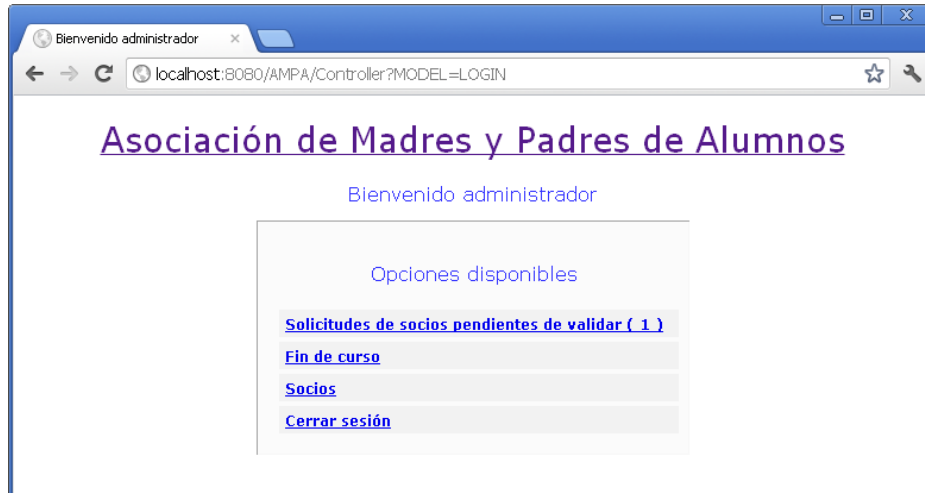 Bienvenido administrador
localhost:8080/AMPA/Controller?MODEL=LOGIN
Asociación de Madres y Padres de Alumnos
Bienvenido administrador
Opciones disponibles
Solicitudes de socios pendientes de validar ( 1 )
Fin de curso
Socios
Cerrar sesión